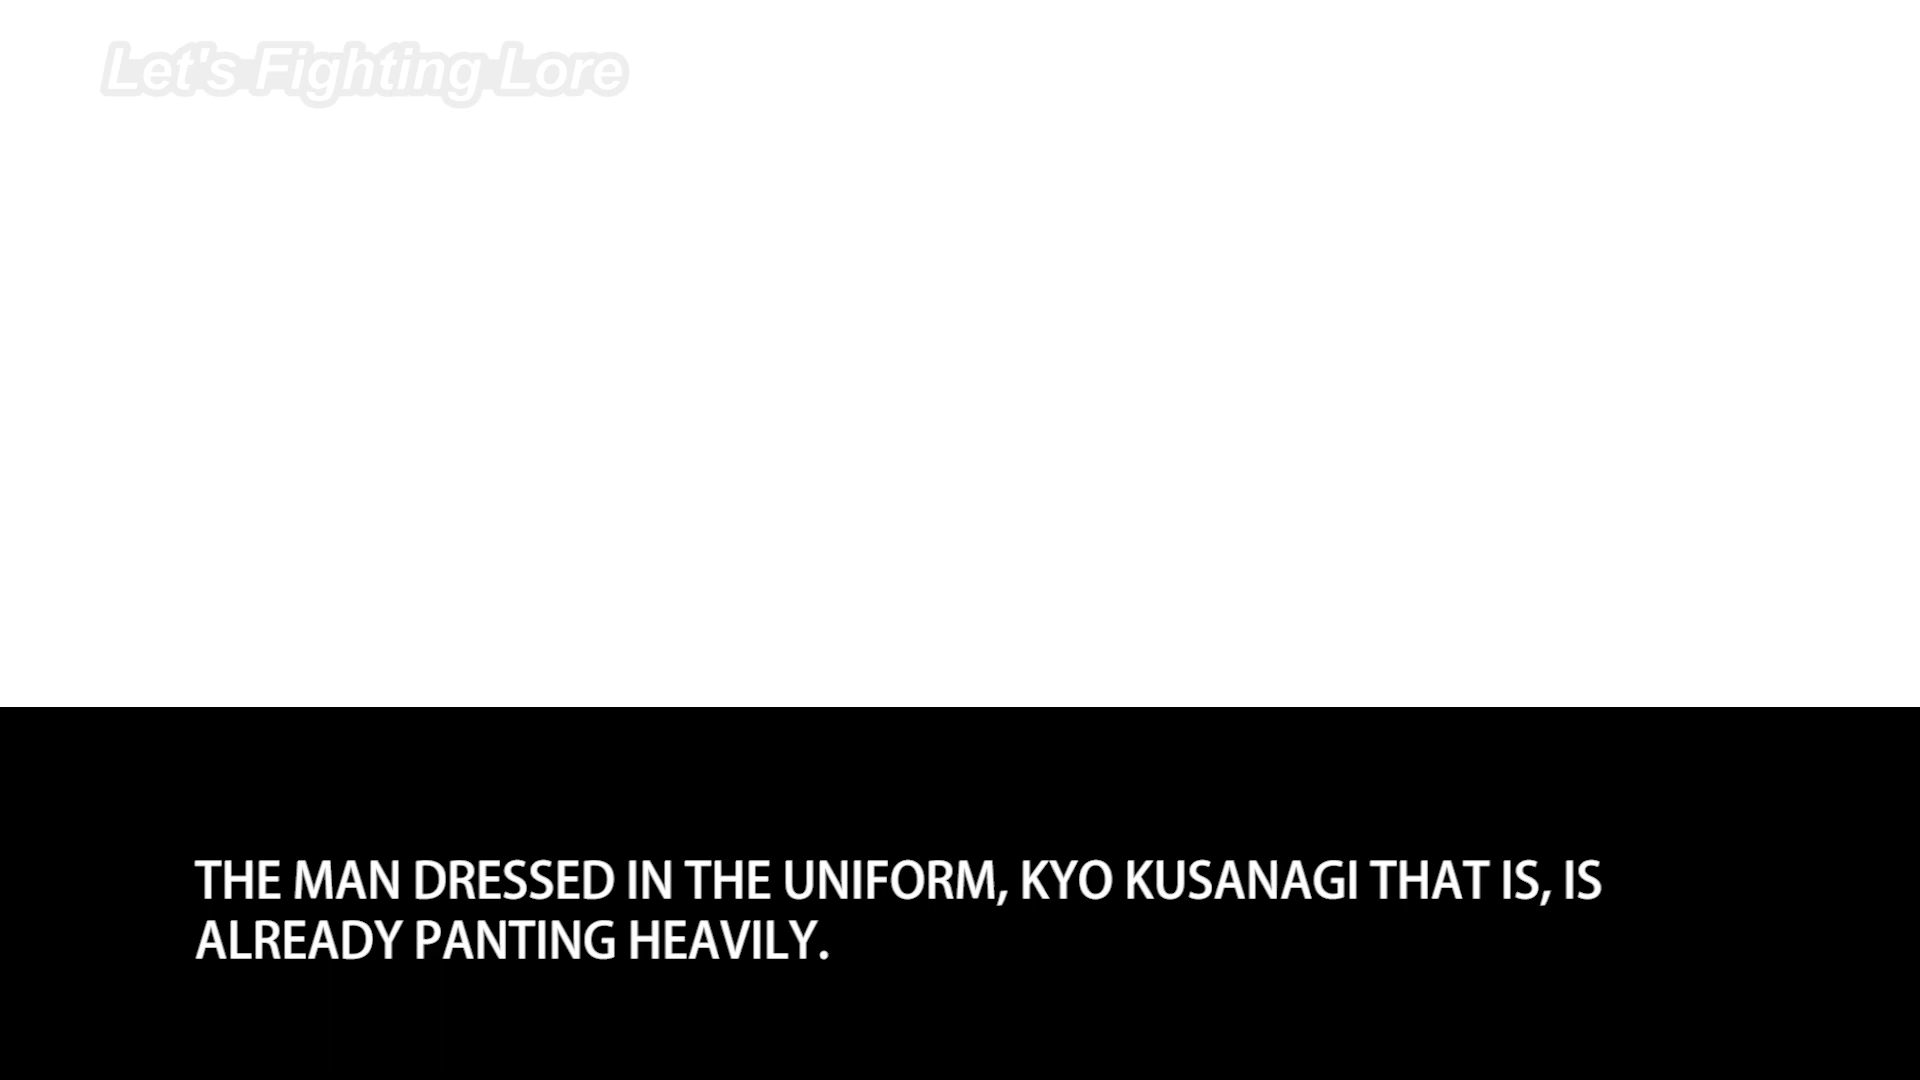 Let's Fighting Lore
THE MAN DRESSED IN THE UNIFORM, KYO KUSANAGI THAT IS, IS
ALREADY PANTING HEAVILY.